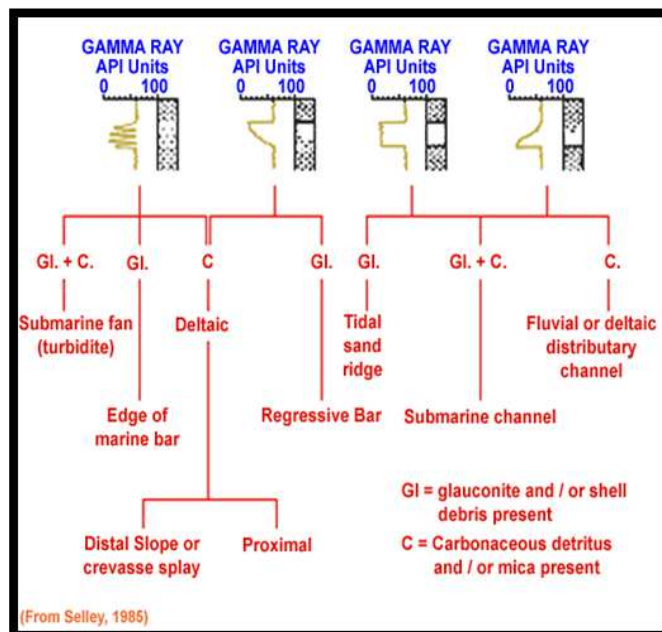 GAMMA RAY
API Units
0 100
GAMMA RAY
API Units
0 100
GAMMA RAY
API Units
0 100
GAMMA RAY
API Units
0 100
Gl. + C.
Gl.
C
Gl.
Gl.
Gl. + C.
C.
Submarine fan
(turbidite)
Deltaic
Tidal
sand
ridge
Fluvial or deltaic
distributary
channel
Edge of
marine bar
Regressive Bar
Submarine channel
Distal Slope or
crevasse splay
Proximal
Gl = glauconite and / or shell
debris present
C = Carbonaceous detritus
and / or mica present
(From Selley, 1985)